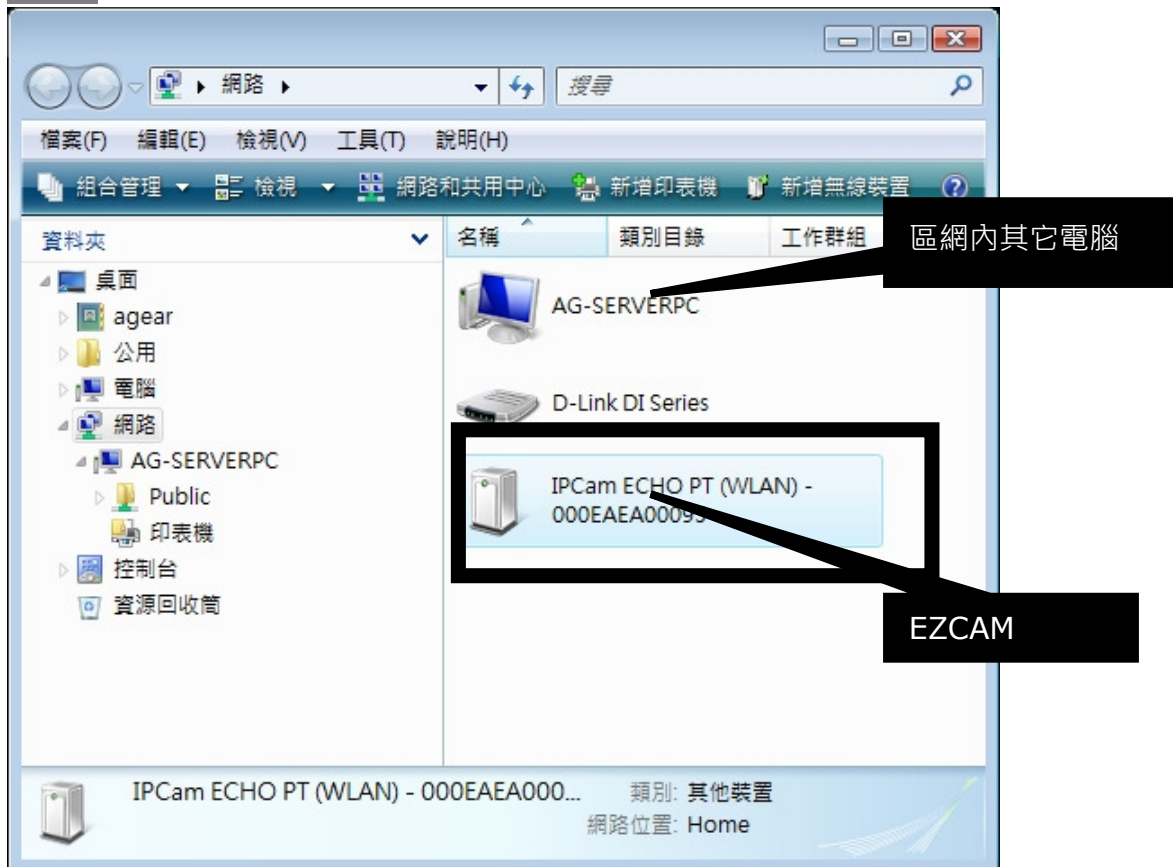 網路
搜尋
檔案(F) 編輯(E) 檢視(V) 工具(T) 說明(H)
組合管理 檢視 網路和共用中心 新增印表機 新增無線裝置
資料夾
名稱 類別目錄 工作群組
區網內其它電腦
桌面
agear
公用
電腦
網路
AG-SERVERPC
Public
印表機
控制台
資源回收筒
AG-SERVERPC
D-Link DI Series
IPCam ECHO PT (WLAN) -
EZCAM
IPCam ECHO PT (WLAN) - 000EAEA000... 類別: 其他裝置
網路位置: Home